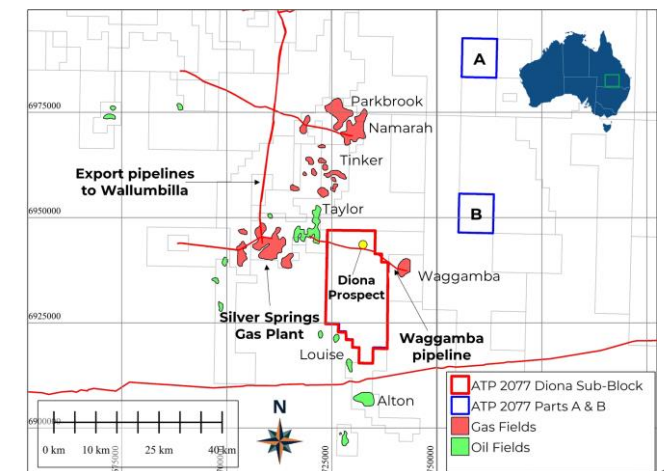 A
Parkbrook
6975000
Namarah
Tinker
Export pipelines
to Wallumbilla
Taylor
6950000
B
Diona
Prospect
Waggamba
Silver Springs
Gas Plant
6925000
Waggamba
pipeline
Louise
ATP 2077 Diona Sub-Block
ATP 2077 Parts A & B
Gas Fields
Oil Fields
Alton
N
0 km
10 km
25 km
40 km